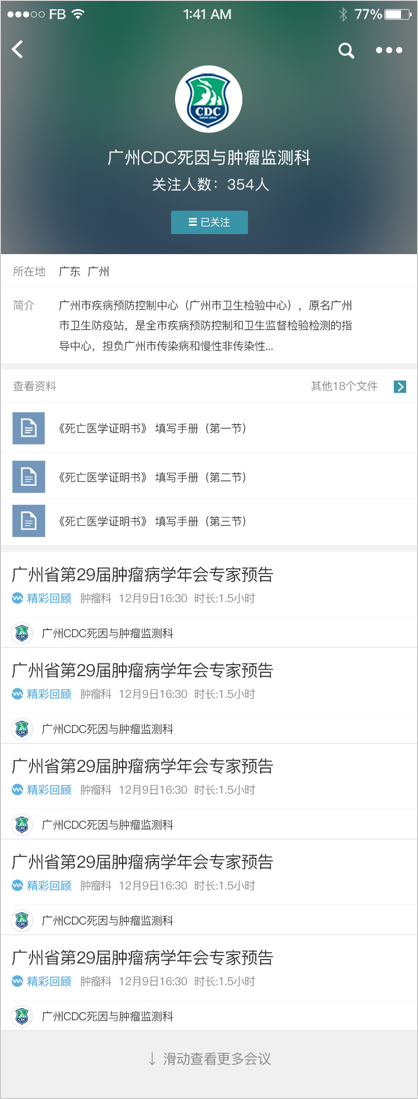 FB 1:41 AM 77%
CDC
广州CDC死因与肿瘤监测科
关注人数：354人
已关注
所在地 广东 广州
简介 广州市疾病预防控制中心（广州市卫生检验中心），原名广州
市卫生防疫站，是全市疾病预防控制和卫生监督检验检测的指
导中心，担负广州市传染病和慢性非传染性...
查看资料 其他18个文件
《死亡医学证明书》 填写手册（第一节）
《死亡医学证明书》 填写手册（第二节）
《死亡医学证明书》 填写手册（第三节）
广州省第29届肿瘤病学年会专家预告
精彩回顾 肿瘤科 12月9日16:30 时长:1.5小时
广州CDC死因与肿瘤监测科
广州省第29届肿瘤病学年会专家预告
精彩回顾 肿瘤科 12月9日16:30 时长:1.5小时
广州CDC死因与肿瘤监测科
广州省第29届肿瘤病学年会专家预告
精彩回顾 肿瘤科 12月9日16:30 时长:1.5小时
广州CDC死因与肿瘤监测科
广州省第29届肿瘤病学年会专家预告
精彩回顾 肿瘤科 12月9日16:30 时长:1.5小时
广州CDC死因与肿瘤监测科
广州省第29届肿瘤病学年会专家预告
精彩回顾 肿瘤科 12月9日16:30 时长:1.5小时
广州CDC死因与肿瘤监测科
↓ 滑动查看更多会议